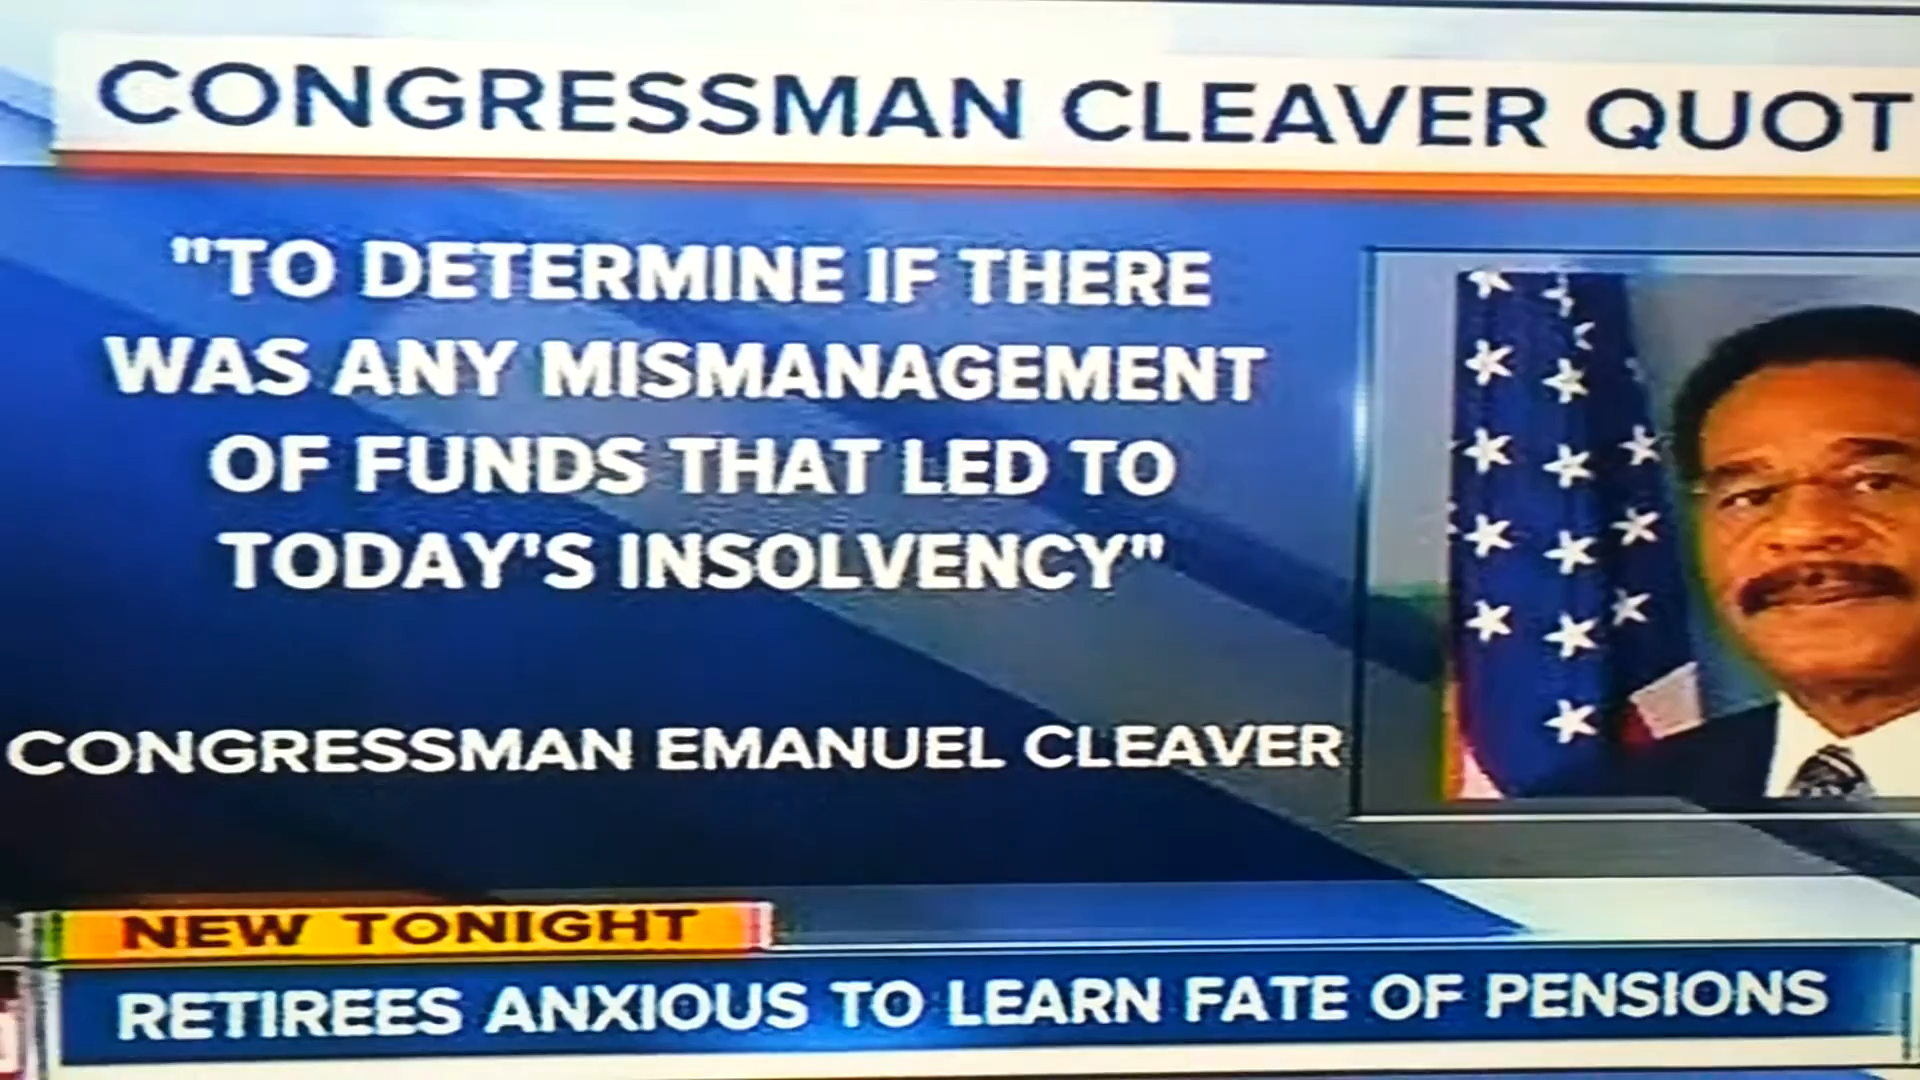 CONGRESSMAN CLEAVER QUOT
"TO DETERMINE IF THERE
WAS ANY MISMANAGEMENT
OF FUNDS THAT LED TO
TODAY'S INSOLVENCY"
CONGRESSMAN EMANUEL CLEAVER
NEW TONIGHT
RETIREES ANXIOUS TO LEARN FATE OF PENSIONS